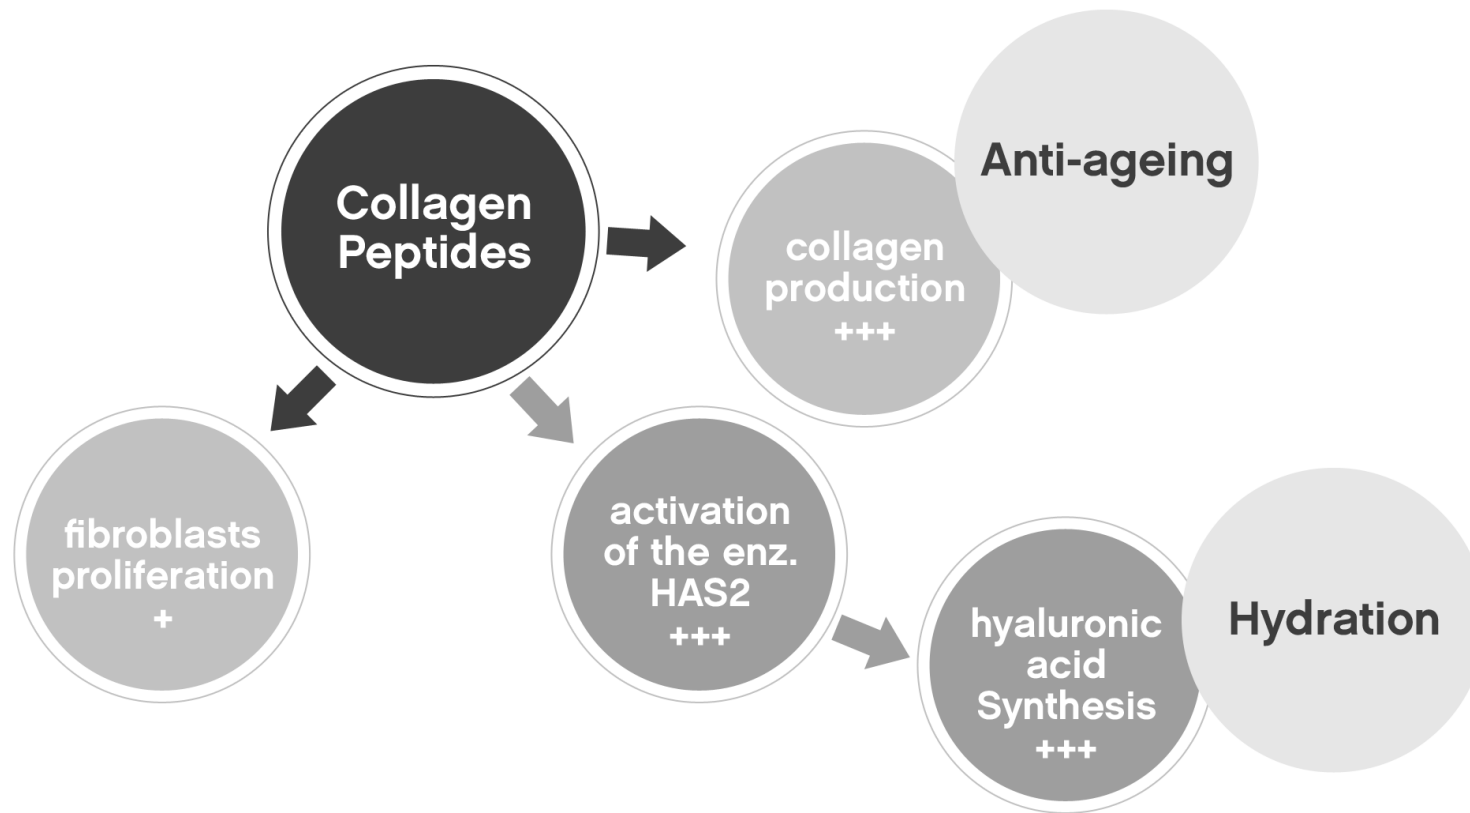 Collagen
Peptides
Anti-ageing
collagen
production
+++
fibroblasts
proliferation
+
activation
of the enz.
HAS2
+++
hyaluronic
acid
Synthesis
+++
Hydration